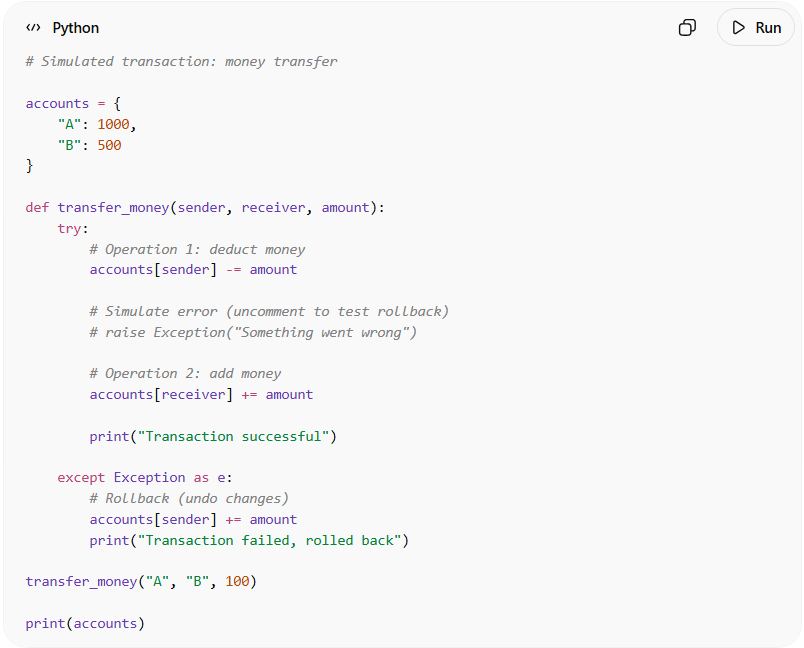 </> Python
Run
# Simulated transaction: money transfer
accounts = {
    "A": 1000,
    "B": 500
}
def transfer_money(sender, receiver, amount):
    try:
        # Operation 1: deduct money
        accounts[sender] -= amount
        # Simulate error (uncomment to test rollback)
        # raise Exception("Something went wrong")
        # Operation 2: add money
        accounts[receiver] += amount
        print("Transaction successful")
    except Exception as e:
        # Rollback (undo changes)
        accounts[sender] += amount
        print("Transaction failed, rolled back")
transfer_money("A", "B", 100)
print(accounts)